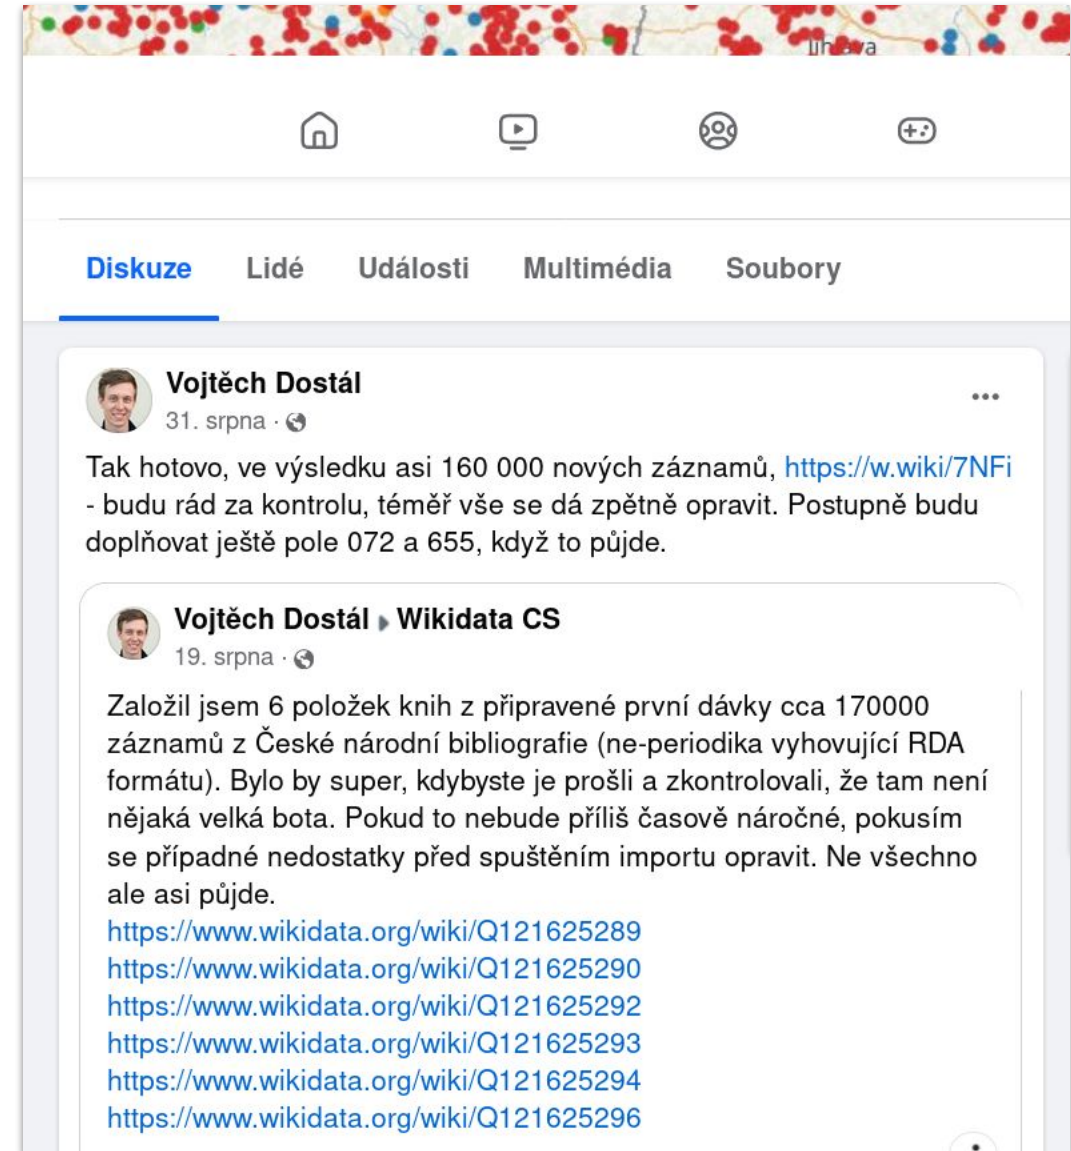 Jihlava
Diskuze Lidé Události Multimédia Soubory
Vojtěch Dostál
31. srpna ·
Tak hotovo, ve výsledku asi 160 000 nových záznamů, https://w.wiki/7NFi
- budu rád za kontrolu, téměř vše se dá zpětně opravit. Postupně budu
doplňovat ještě pole 072 a 655, když to půjde.
Vojtěch Dostál Wikidata CS
19. srpna ·
Založil jsem 6 položek knih z připravené první dávky cca 170000
záznamů z České národní bibliografie (ne-periodika vyhovující RDA
formátu). Bylo by super, kdybyste je prošli a zkontrolovali, že tam není
nějaká velká bota. Pokud to nebude příliš časově náročné, pokusím
se případné nedostatky před spuštěním importu opravit. Ne všechno
ale asi půjde.
https://www.wikidata.org/wiki/Q121625289
https://www.wikidata.org/wiki/Q121625290
https://www.wikidata.org/wiki/Q121625292
https://www.wikidata.org/wiki/Q121625293
https://www.wikidata.org/wiki/Q121625294
https://www.wikidata.org/wiki/Q121625296